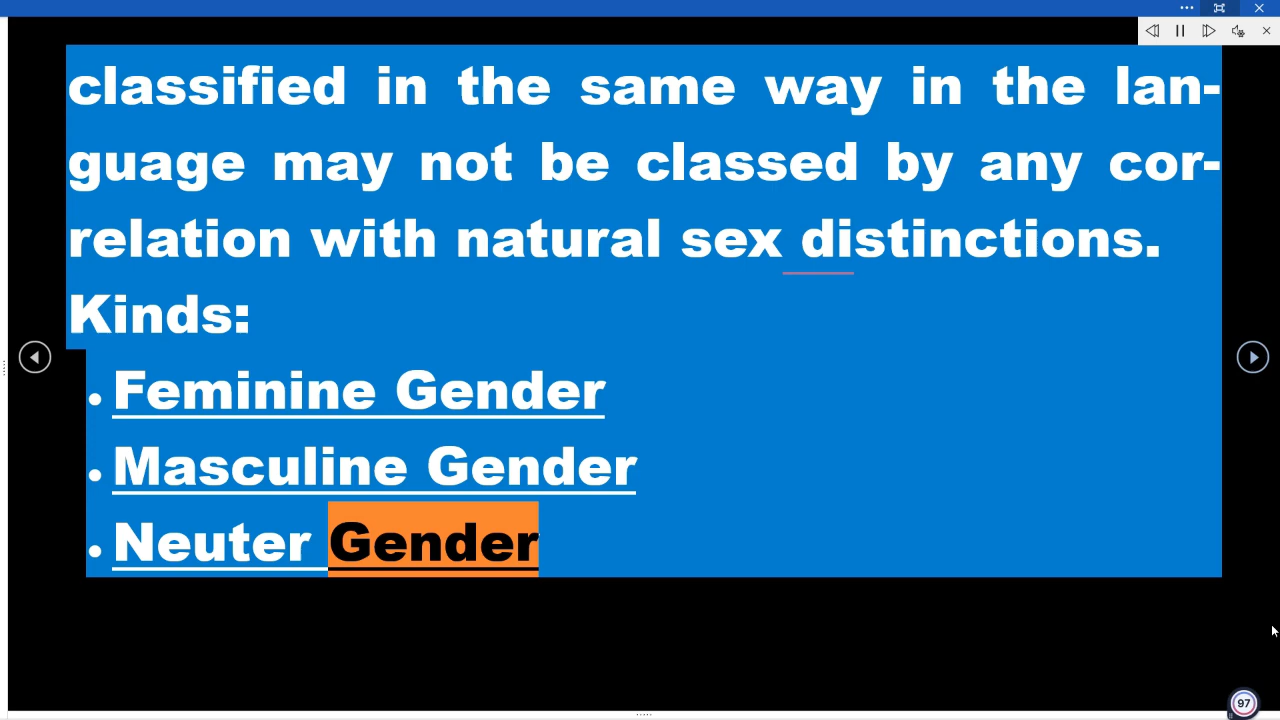 classified in the same way in the lan-
guage may not be classed by any cor-
relation with natural sex distinctions.
Kinds:
• Feminine Gender
• Masculine Gender
• Neuter Gender
97